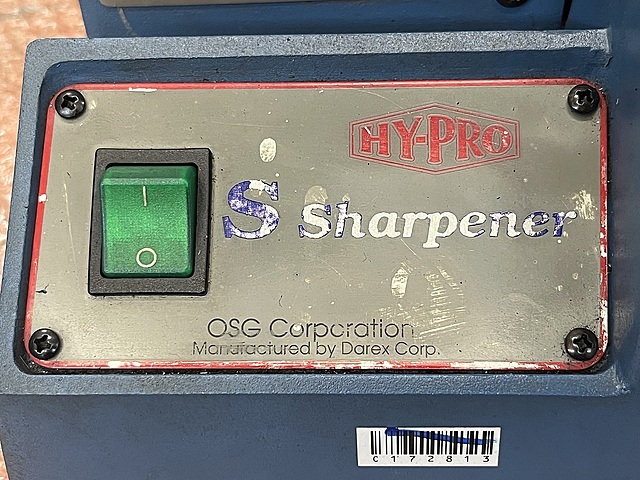 HY-PRO
S Sharpener
I
O
OSG Corporation
Manufactured by Darex Corp.
C172813